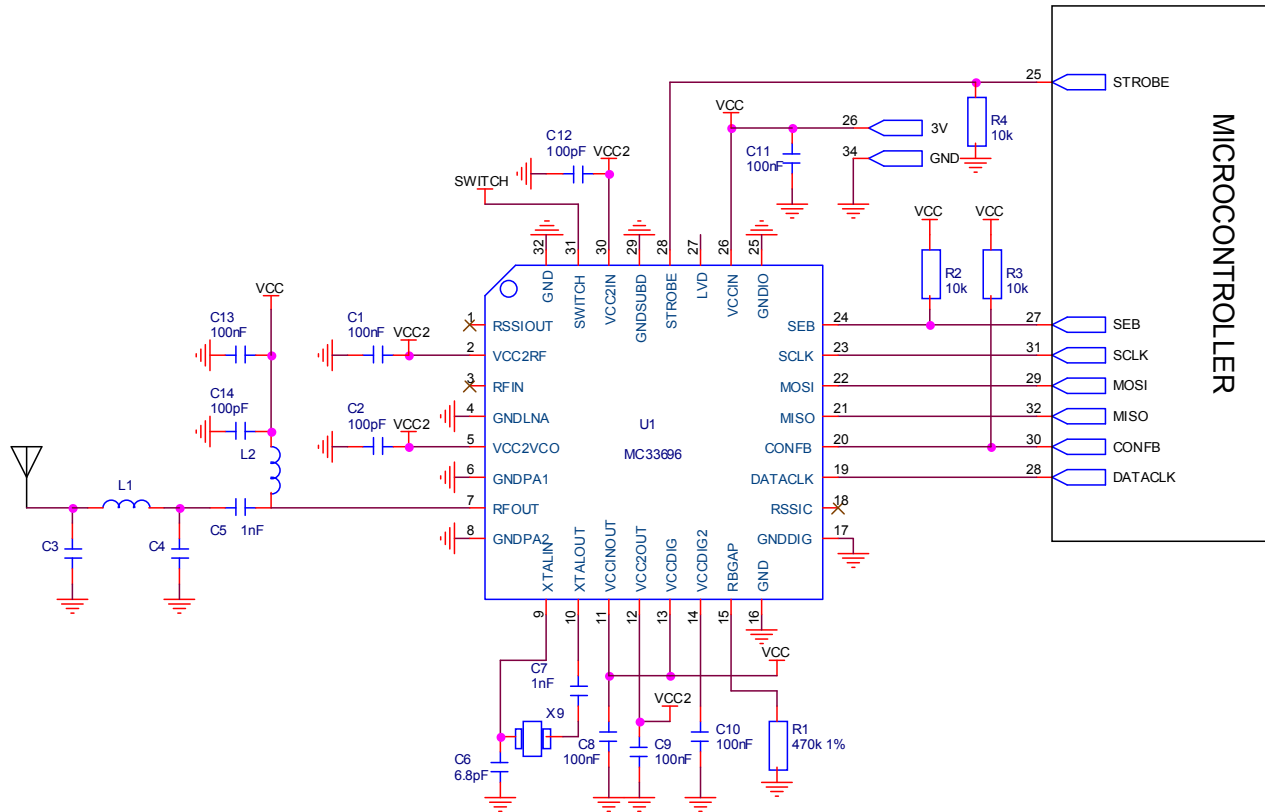 25
STROBE
MICROCONTROLLER
R4
10k
VCC
26
3V
C11
100nF
34
GND
C12
100pF
VCC2
SWITCH
VCC
VCC
32
31
30
29
28
27
26
25
GND
SWITCH
VCC2IN
GNDSUBD
STROBE
LVD
VCCIN
GNDIO
R2
10k
R3
10k
VCC
C13
100nF
C1
100nF
VCC2
1
RSSIOUT
SEB
24
27
SEB
2
VCC2RF
SCLK
23
31
SCLK
3
RFIN
MOSI
22
29
MOSI
C14
100pF
C2
100pF
VCC2
4
GNDLNA
U1
MISO
21
32
MISO
5
VCC2VCO
MC33696
CONFB
20
30
CONFB
L2
6
GNDPA1
DATACLK
19
28
DATACLK
L1
C5
1nF
7
RFOUT
RSSIC
18
C3
C4
8
GNDPA2
GNDDIG
17
XTALIN
XTALOUT
VCCINOUT
VCC2OUT
VCCDIG
VCCDIG2
RBGAP
GND
9
10
11
12
13
14
15
16
C7
1nF
VCC
VCC2
X9
C6
6.8pF
C8
100nF
C9
100nF
C10
100nF
R1
470k 1%